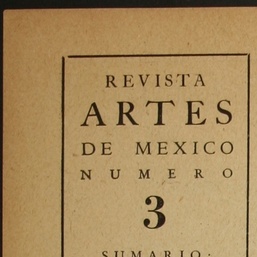 REVISTA
ARTES
DE MEXICO
NUMERO
3
SUMARIO: